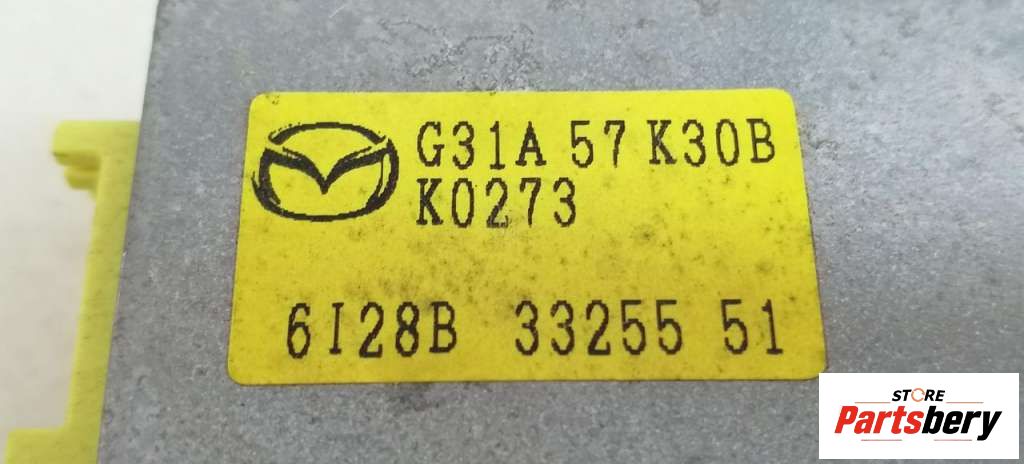 G31A 57 K30B
K0273
6I28B 33255 51
STORE
Partsbery